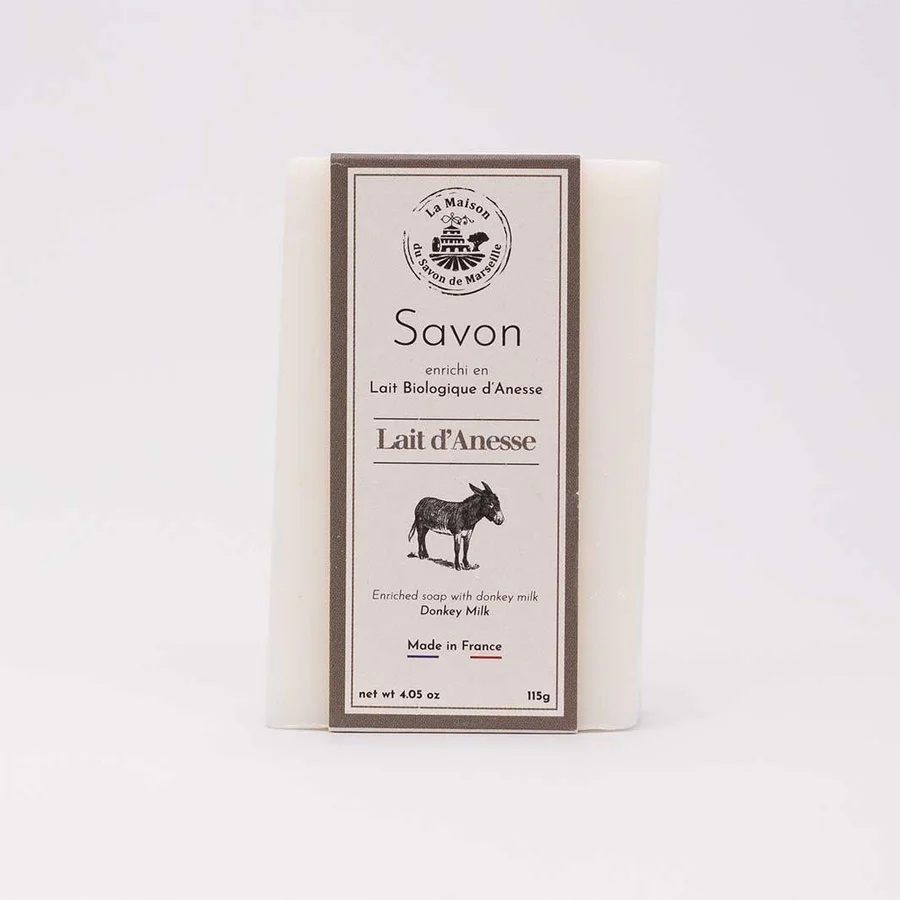 La Maison
du Savon de Marseille
Savon
enrichi en
Lait Biologique d'Anesse
Lait d'Anesse
Enriched soap with donkey milk
Donkey Milk
Made in France
net wt 4.05 oz 115g